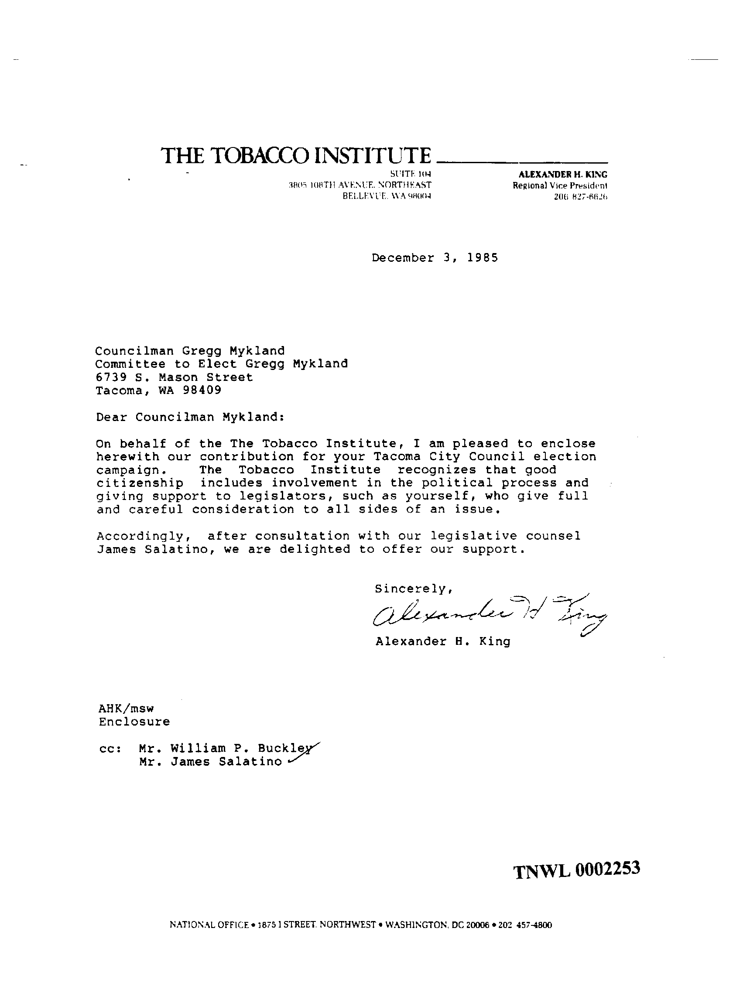 THE TOBACCO INSTITUTE
SUITE 104
3805 108TH AVENUE, NORTHEAST
BELLEVUE, WA 98004
ALEXANDER H. KING
Regional Vice President
206 827-6626
December 3, 1985
Councilman Gregg Mykland
Committee to Elect Gregg Mykland
6739 S. Mason Street
Tacoma, WA 98409
Dear Councilman Mykland:
On behalf of the The Tobacco Institute, I am pleased to enclose
herewith our contribution for your Tacoma City Council election
campaign. The Tobacco Institute recognizes that good
citizenship includes involvement in the political process and
giving support to legislators, such as yourself, who give full
and careful consideration to all sides of an issue.
Accordingly, after consultation with our legislative counsel
James Salatino, we are delighted to offer our support.
Sincerely,
Alexander H King
Alexander H. King
AHK/msw
Enclosure
cc: Mr. William P. Buckley
Mr. James Salatino
TNWL 0002253
NATIONAL OFFICE • 1875 I STREET, NORTHWEST • WASHINGTON, DC 20006 • 202 457-4800